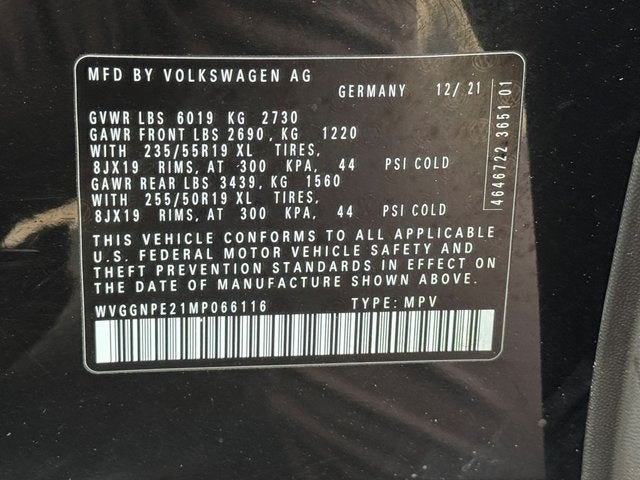 MFD BY VOLKSWAGEN AG
GERMANY 12/ 21
GVWR LBS 6019 KG 2730
GAWR FRONT LBS 2690, KG 1220
WITH 235/55R19 XL TIRES,
8JX19 RIMS, AT 300 KPA, 44 PSI COLD
GAWR REAR LBS 3439, KG 1560
WITH 255/50R19 XL TIRES,
8JX19 RIMS, AT 300 KPA, 44 PSI COLD
THIS VEHICLE CONFORMS TO ALL APPLICABLE
U.S. FEDERAL MOTOR VEHICLE SAFETY AND
THEFT PREVENTION STANDARDS IN EFFECT ON
THE DATE OF MANUFACTURE SHOWN ABOVE.
WVGGNPE21MP066116 TYPE: MPV
4646722 3651 01